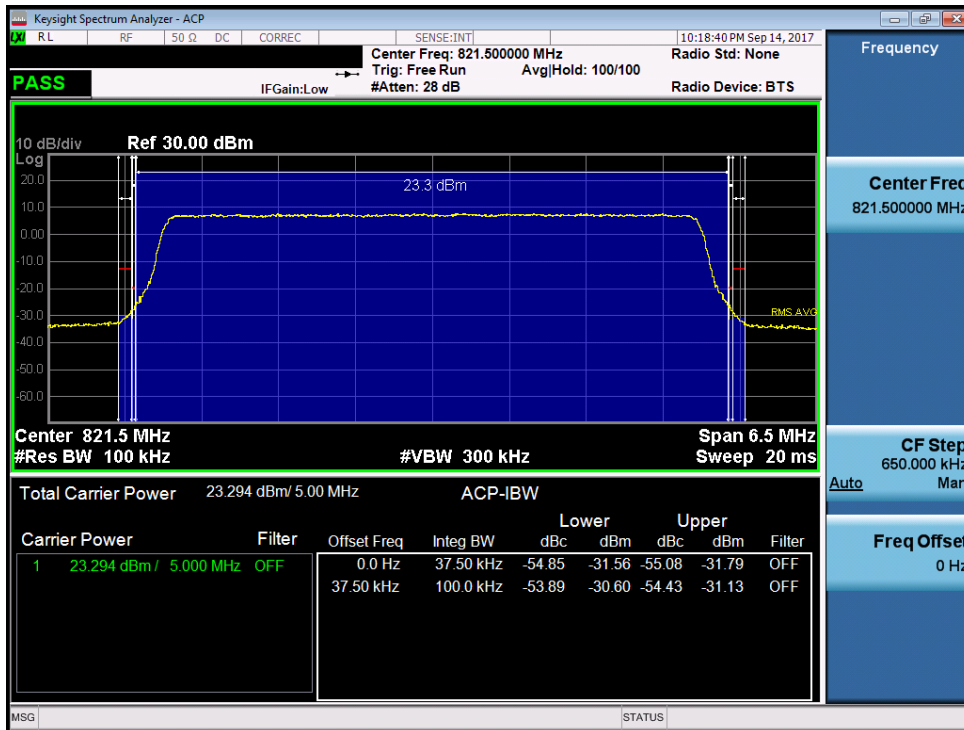 Keysight Spectrum Analyzer - ACP
LXI RL RF 50 Ω DC CORREC SENSE:INT 10:18:40 PM Sep 14, 2017
Center Freq: 821.500000 MHz Radio Std: None
Trig: Free Run Avg|Hold: 100/100
PASS IFGain:Low #Atten: 28 dB Radio Device: BTS
10 dB/div Ref 30.00 dBm
Log
20.0
10.0
0.00
-10.0
-20.0
-30.0
-40.0
-50.0
-60.0
23.3 dBm
RMS AVG
Center 821.5 MHz Span 6.5 MHz
#Res BW 100 kHz #VBW 300 kHz Sweep 20 ms
Total Carrier Power 23.294 dBm/ 5.00 MHz ACP-IBW
Lower Upper
Carrier Power Filter Offset Freq Integ BW dBc dBm dBc dBm Filter
1 23.294 dBm / 5.000 MHz OFF 0.0 Hz 37.50 kHz -54.85 -31.56 -55.08 -31.79 OFF
37.50 kHz 100.0 kHz -53.89 -30.60 -54.43 -31.13 OFF
MSG STATUS
Frequency
Center Freq
821.500000 MHz
CF Step
650.000 kHz
Auto Man
Freq Offset
0 Hz